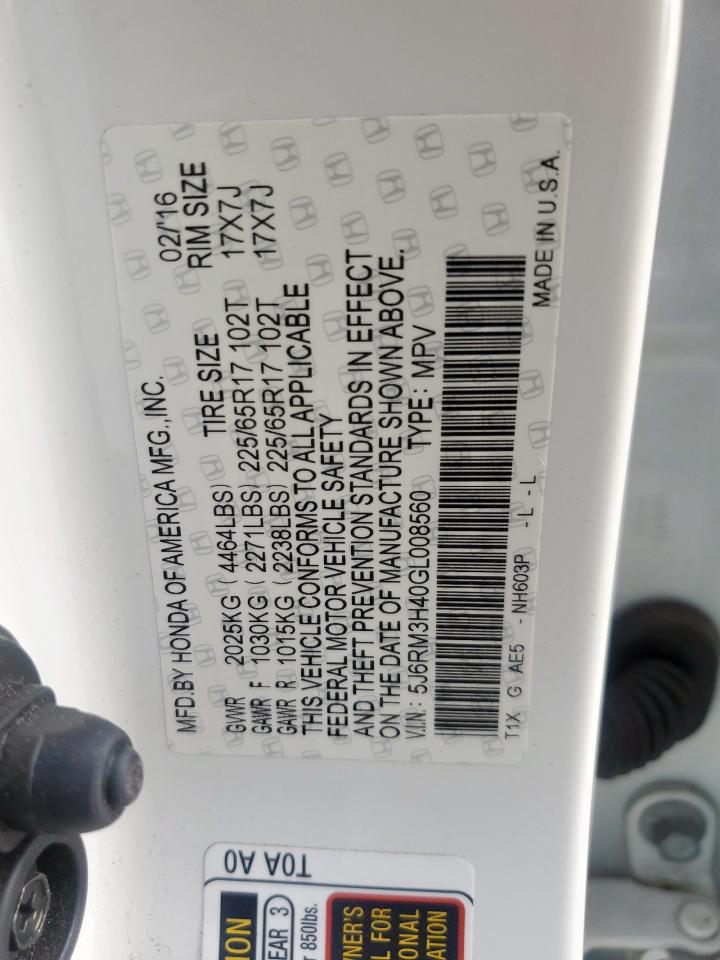 MFD.BY HONDA OF AMERICA MFG.,INC. 02/'16
GVWR 2025KG (4464LBS) TIRE SIZE RIM SIZE
GAWR F 1030KG (2271LBS) 225/65R17 102T 17X7J
GAWR R 1015KG (2238LBS) 225/65R17 102T 17X7J
THIS VEHICLE CONFORMS TO ALL APPLICABLE
FEDERAL MOTOR VEHICLE SAFETY
AND THEFT PREVENTION STANDARDS IN EFFECT
ON THE DATE OF MANUFACTURE SHOWN ABOVE.
V.I.N: 5J6RM3H40GL008560 TYPE: MPV
T1X G AE5 - NH603P -L -L
MADE IN U.S.A.
T0A A0
EAR 3
850lbs.